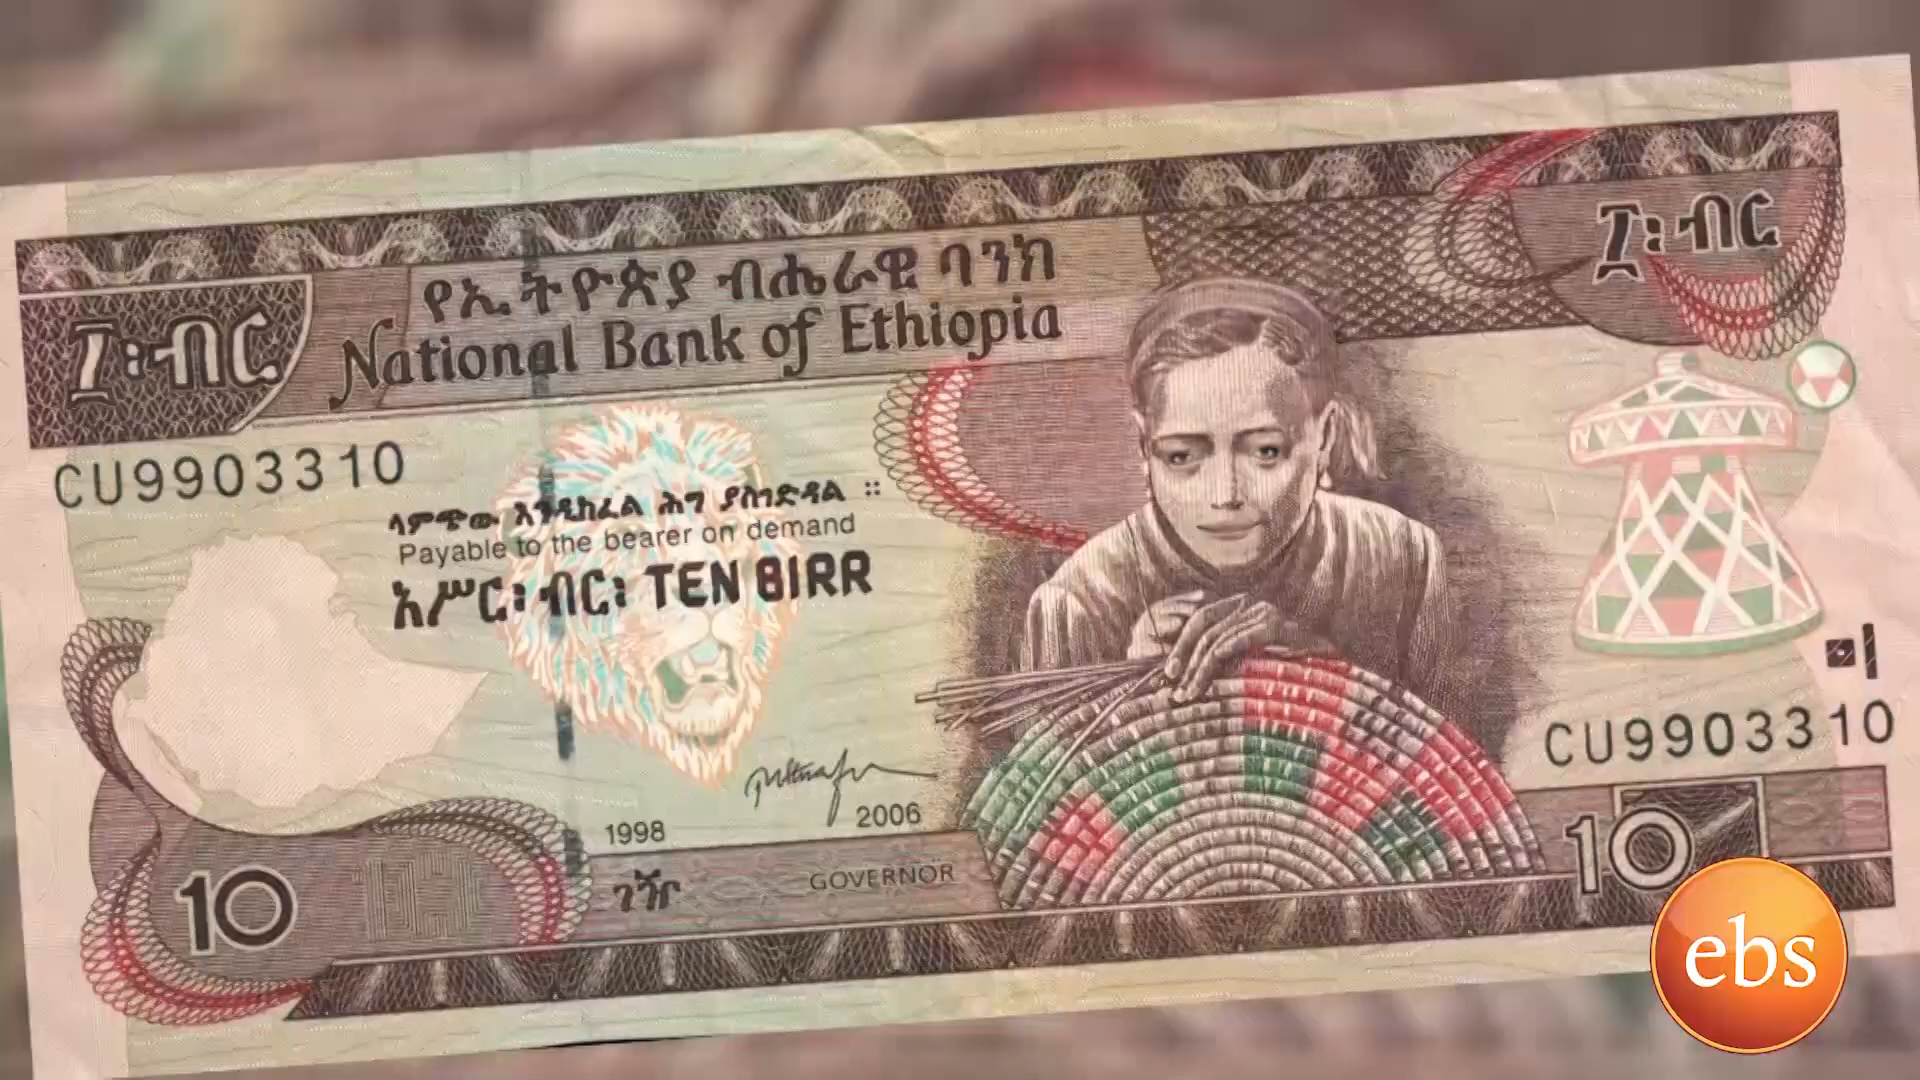 ፲፡ብር
የኢትዮጵያ ብሔራዊ ባንክ
National Bank of Ethiopia
፲፡ብር
CU9903310
ላምጭው እንዲከፈል ሕግ ያስገድዳል ፡፡
Payable to the bearer on demand
አሥር፡ብር፡ TEN BIRR
CU9903310
1998
2006
10
ገዥ
GOVERNOR
10
ebs